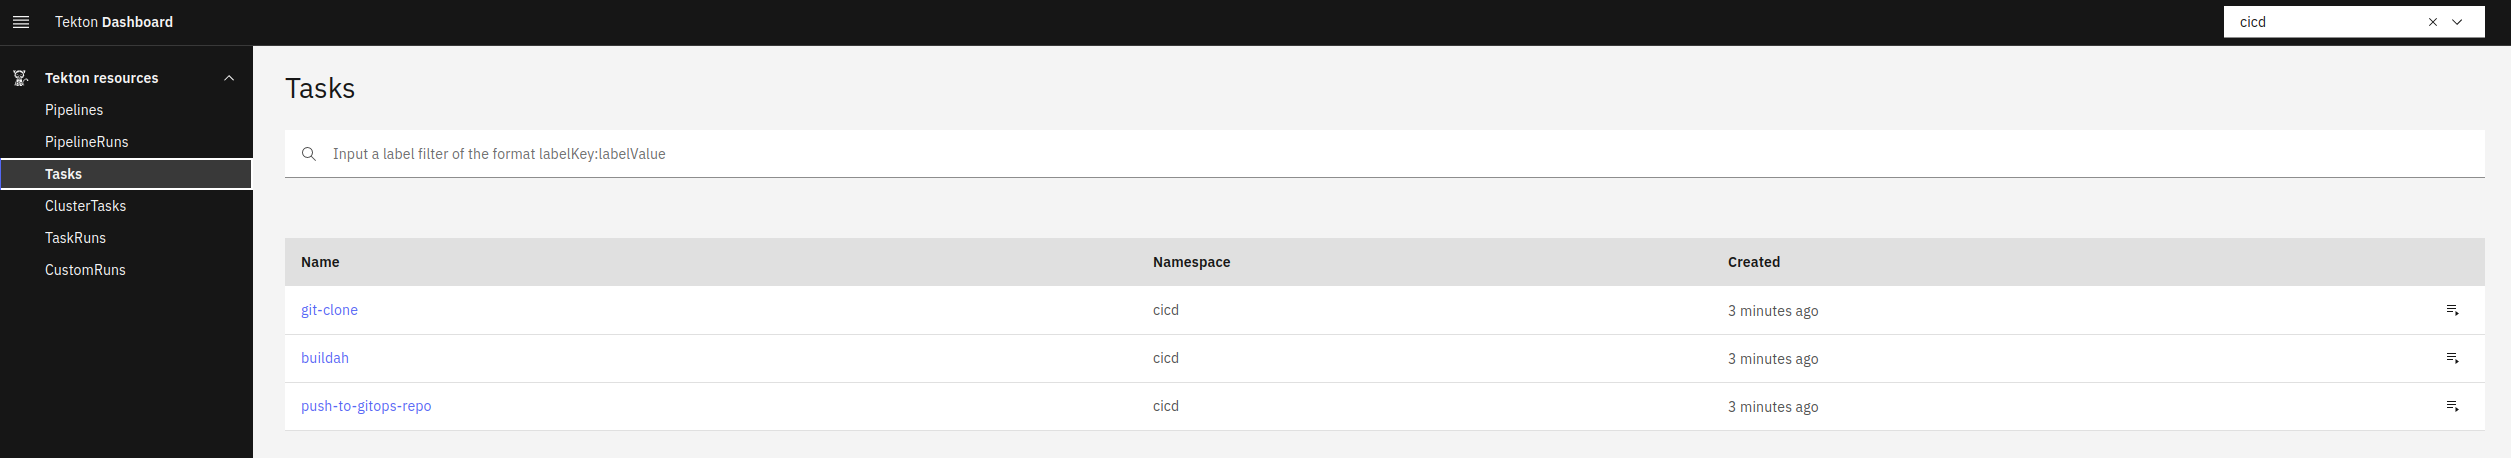 Tekton Dashboard
cicd
Tekton resources
Pipelines
PipelineRuns
Tasks
ClusterTasks
TaskRuns
CustomRuns
Tasks
Input a label filter of the format labelKey:labelValue
Name Namespace Created
git-clone cicd 3 minutes ago
buildah cicd 3 minutes ago
push-to-gitops-repo cicd 3 minutes ago